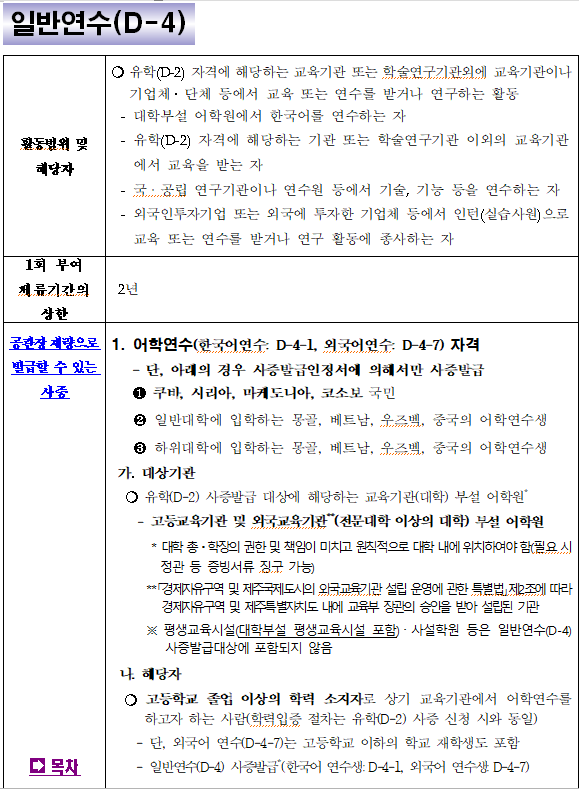 일반연수(D-4)
활동범위 및
해당자
❍ 유학(D-2) 자격에 해당하는 교육기관 또는 학술연구기관외에 교육기관이나
기업체ㆍ단체 등에서 교육 또는 연수를 받거나 연구하는 활동
- 대학부설 어학원에서 한국어를 연수하는 자
- 유학(D-2) 자격에 해당하는 기관 또는 학술연구기관 이외의 교육기관
에서 교육을 받는 자
- 국ㆍ공립 연구기관이나 연수원 등에서 기술, 기능 등을 연수하는 자
- 외국인투자기업 또는 외국에 투자한 기업체 등에서 인턴(실습사원)으로
교육 또는 연수를 받거나 연구 활동에 종사하는 자
1회 부여
체류기간의
상한
2년
공관장 재량으로
발급할 수 있는
사증
1. 어학연수(한국어연수: D-4-1, 외국어연수: D-4-7) 자격
- 단, 아래의 경우 사증발급인정서에 의해서만 사증발급
❶ 쿠바, 시리아, 마케도니아, 코소보 국민
❷ 일반대학에 입학하는 몽골, 베트남, 우즈벡, 중국의 어학연수생
❸ 하위대학에 입학하는 몽골, 베트남, 우즈벡, 중국의 어학연수생
가. 대상기관
❍ 유학(D-2) 사증발급 대상에 해당하는 교육기관(대학) 부설 어학원*
- 고등교육기관 및 외국교육기관**(전문대학 이상의 대학) 부설 어학원
* 대학 총ㆍ학장의 권한 및 책임이 미치고 원칙적으로 대학 내에 위치하여야 함(필요 시
정관 등 증빙서류 징구 가능)
**「경제자유구역 및 제주국제도시의 외국교육기관 설립 운영에 관한 특별법」제2조에 따라
경제자유구역 및 제주특별자치도 내에 교육부 장관의 승인을 받아 설립된 기관
※ 평생교육시설(대학부설 평생교육시설 포함)ㆍ사설학원 등은 일반연수(D-4)
사증발급대상에 포함되지 않음
나. 해당자
❍ 고등학교 졸업 이상의 학력 소지자로 상기 교육기관에서 어학연수를
하고자 하는 사람(학력입증 절차는 유학(D-2) 사증 신청 시와 동일)
- 단, 외국어 연수(D-4-7)는 고등학교 이하의 학교 재학생도 포함
- 일반연수(D-4) 사증발급*(한국어 연수생: D-4-1, 외국어 연수생: D-4-7)
목차